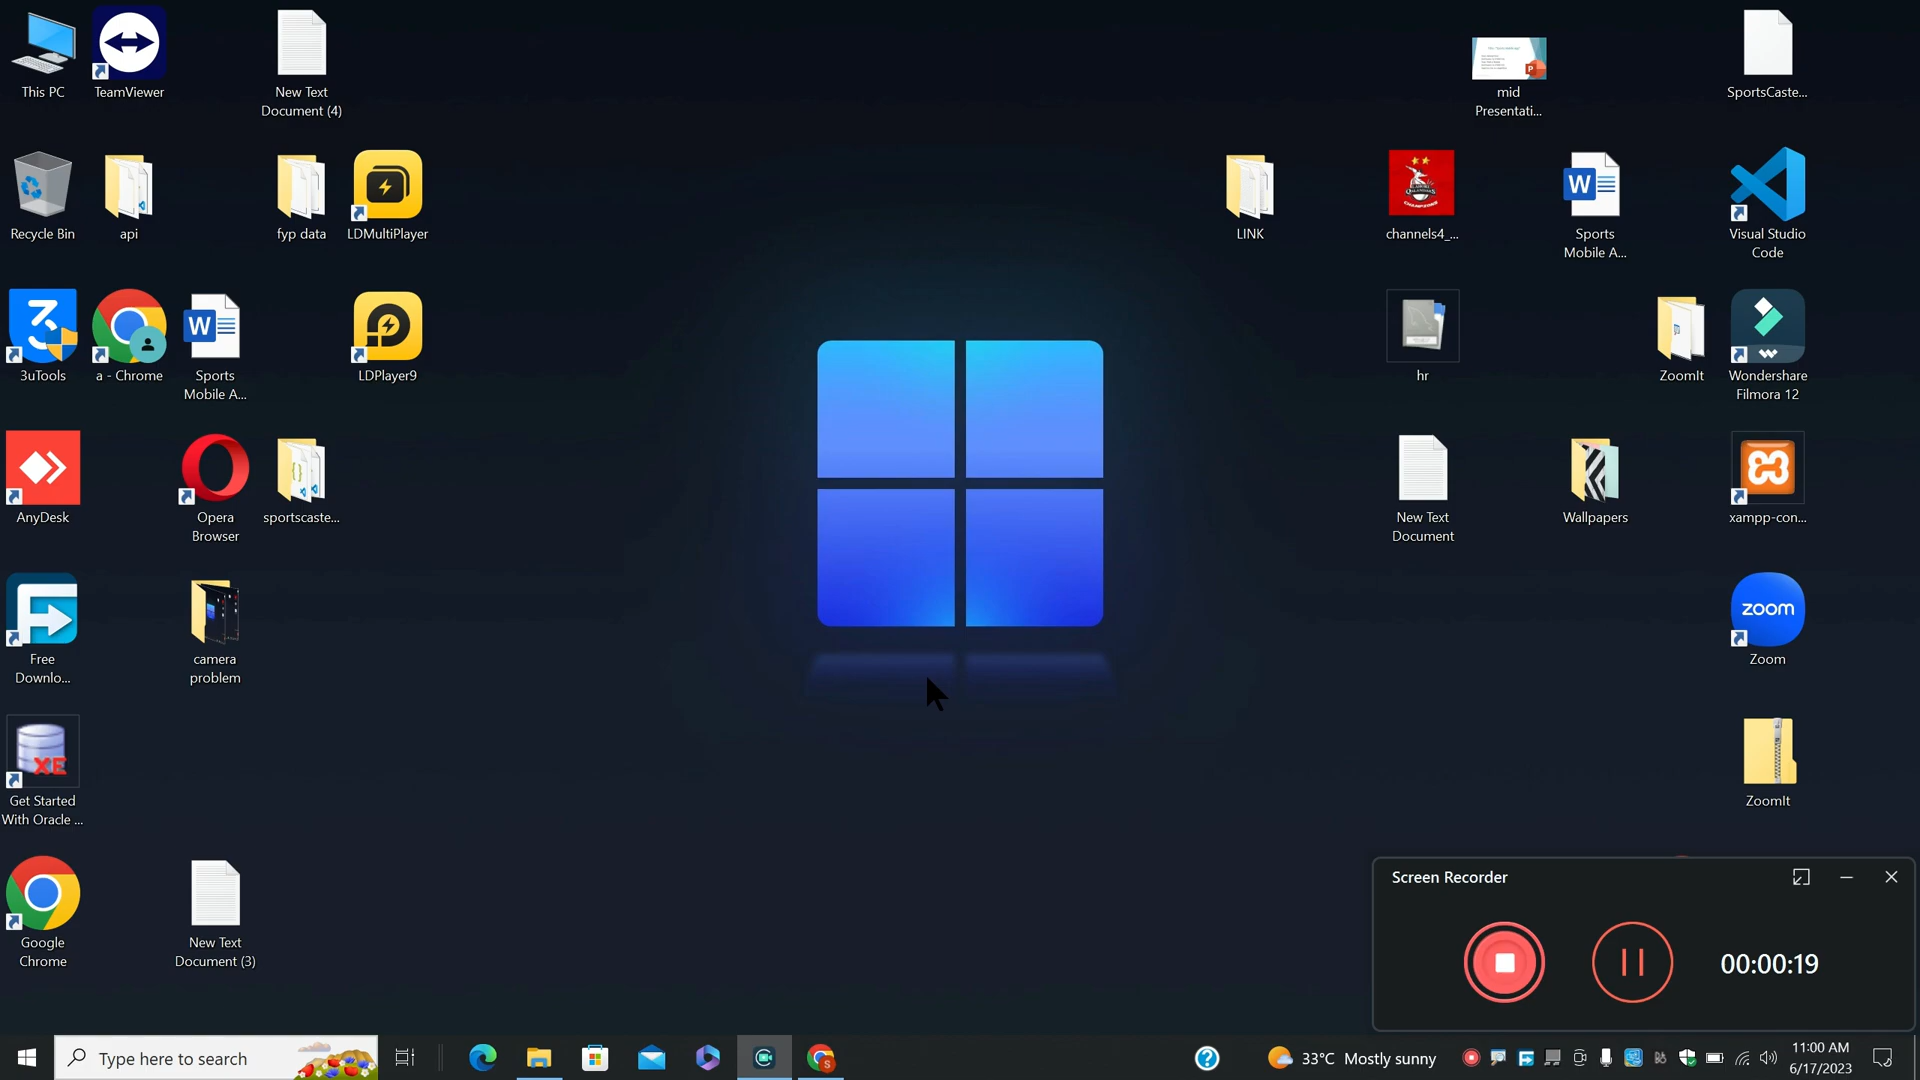 This PC
TeamViewer
New Text
Document (4)
mid
Presentati...
SportsCaste...
Recycle Bin
api
fyp data
LDMultiPlayer
LINK
channels4_...
Sports
Mobile A...
Visual Studio
Code
3uTools
a - Chrome
Sports
Mobile A...
LDPlayer9
hr
ZoomIt
Wondershare
Filmora 12
AnyDesk
Opera
Browser
sportscaste...
New Text
Document
Wallpapers
xampp-con...
Free
Downlo...
camera
problem
zoom
Zoom
XE
Get Started
With Oracle ...
ZoomIt
Google
Chrome
New Text
Document (3)
Screen Recorder
00:00:19
Type here to search
33°C Mostly sunny
11:00 AM
6/17/2023